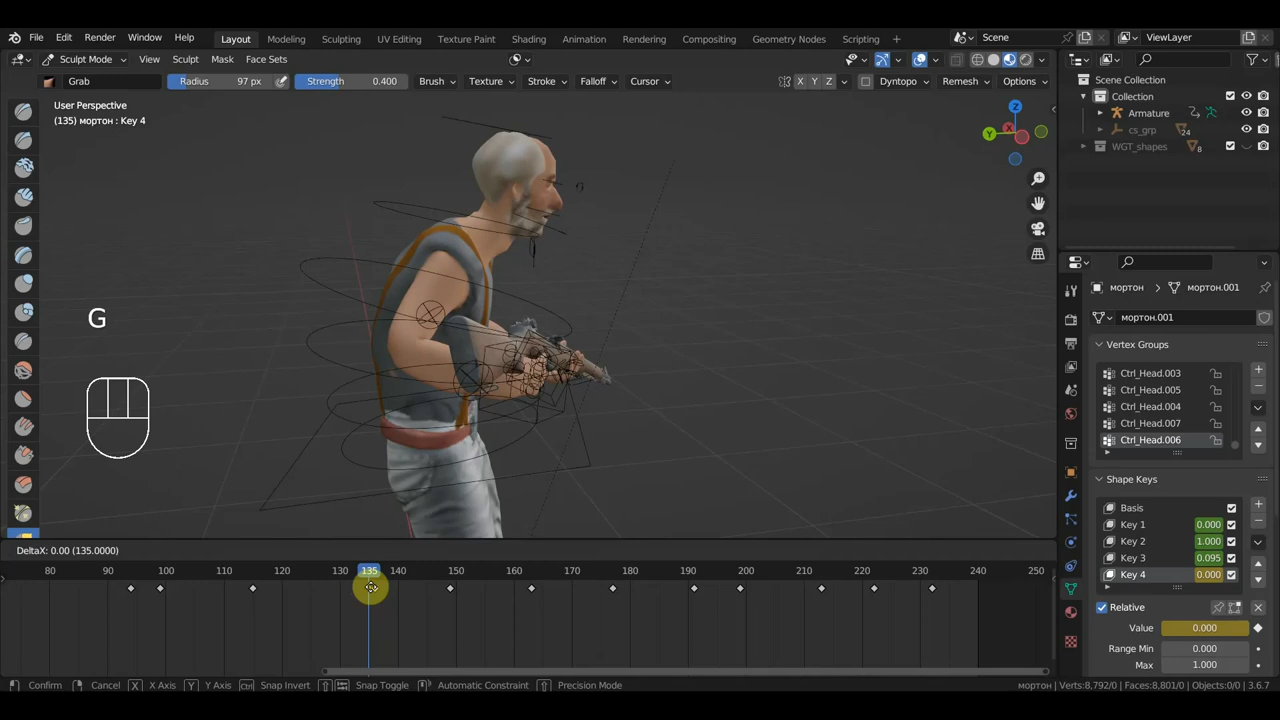 File Edit Render Window Help Layout Modeling Sculpting UV Editing Texture Paint Shading Animation Rendering Compositing Geometry Nodes Scripting Scene ViewLayer
Sculpt Mode View Sculpt Mask Face Sets
Grab Radius 97 px Strength 0.400 Brush Texture Stroke Falloff Cursor X Y Z Dyntopo Remesh Options
User Perspective
(135) мортон : Key 4
Z
Y
X
G
Scene Collection
Collection
Armature
cs_grp 24
WGT_shapes 8
мортон > мортон.001
мортон.001
Vertex Groups
Ctrl_Head.003
Ctrl_Head.005
Ctrl_Head.004
Ctrl_Head.007
Ctrl_Head.006
Shape Keys
Basis
Key 1 0.000
Key 2 1.000
Key 3 0.095
Key 4 0.000
Relative
Value 0.000
Range Min 0.000
Max 1.000
DeltaX: 0.00 (135.0000)
80 90 100 110 120 130 135 140 150 160 170 180 190 200 210 220 230 240 250
Confirm Cancel X X Axis Y Y Axis Ctrl Snap Invert Snap Toggle Automatic Constraint Precision Mode мортон | Verts:8,792/0 | Faces:8,801/0 | Objects:0/0 | 3.6.7